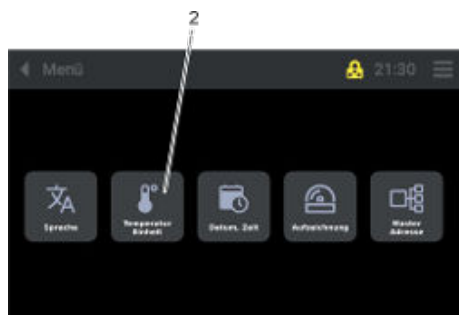 2
Menü
21:30
Sprache
Temperatur
Einheit
Datum, Zeit
Aufzeichnung
Master
Adresse